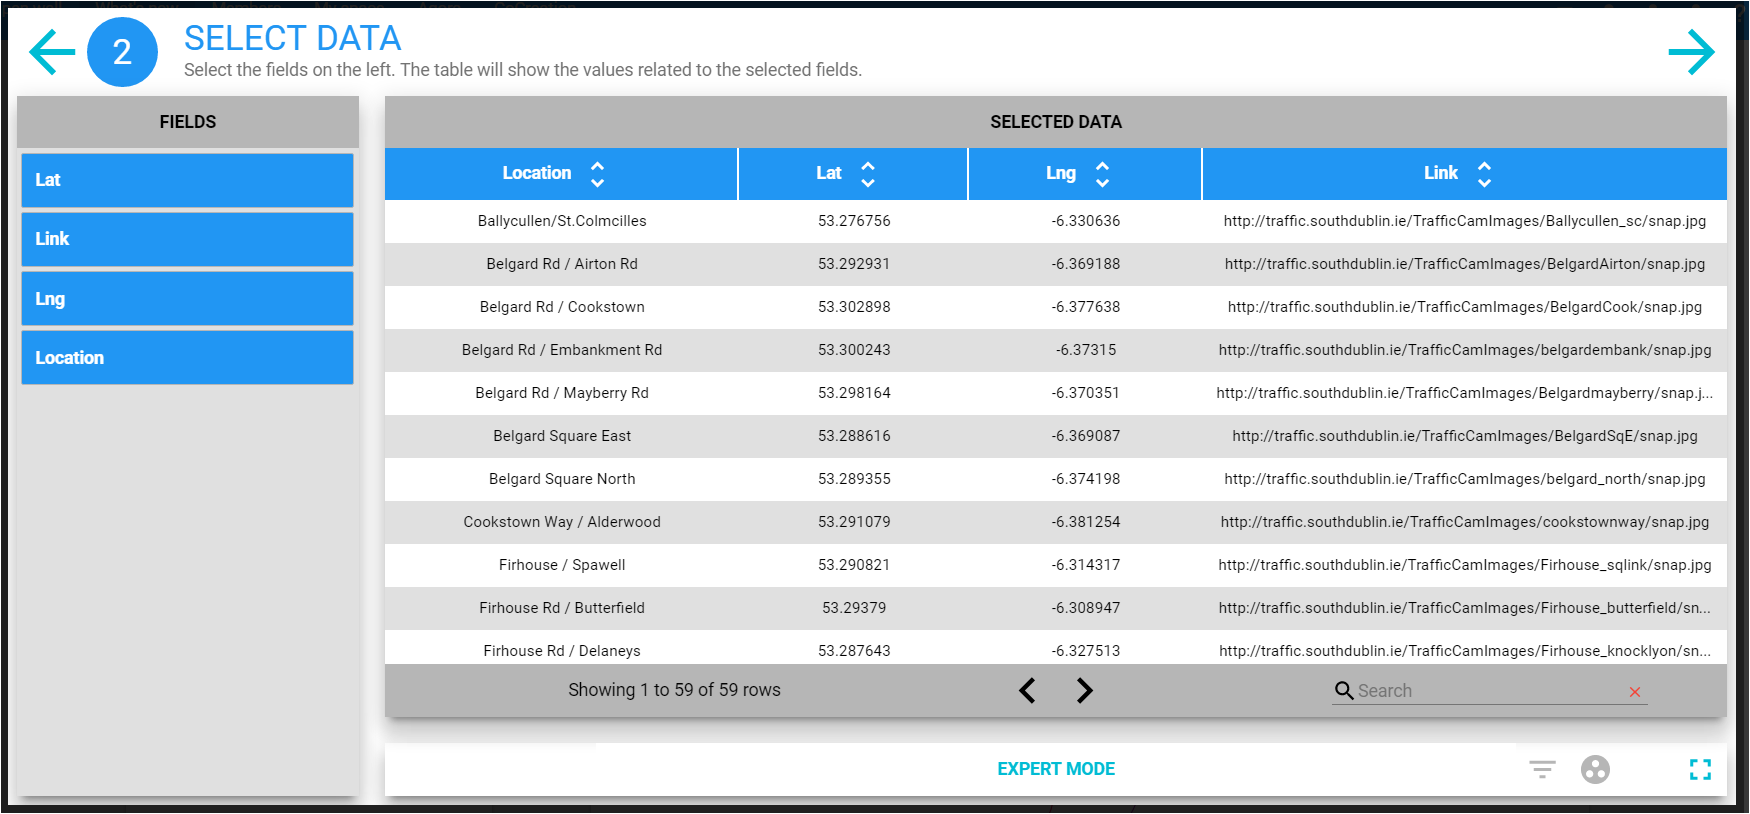 2
SELECT DATA
Select the fields on the left. The table will show the values related to the selected fields.
FIELDS
Lat
Link
Lng
Location
SELECTED DATA
Location Lat Lng Link
Ballycullen/St.Colmcilles 53.276756 -6.330636 http://traffic.southdublin.ie/TrafficCamImages/Ballycullen_sc/snap.jpg
Belgard Rd / Airton Rd 53.292931 -6.369188 http://traffic.southdublin.ie/TrafficCamImages/BelgardAirton/snap.jpg
Belgard Rd / Cookstown 53.302898 -6.377638 http://traffic.southdublin.ie/TrafficCamImages/BelgardCook/snap.jpg
Belgard Rd / Embankment Rd 53.300243 -6.37315 http://traffic.southdublin.ie/TrafficCamImages/belgardembank/snap.jpg
Belgard Rd / Mayberry Rd 53.298164 -6.370351 http://traffic.southdublin.ie/TrafficCamImages/Belgardmayberry/snap.j...
Belgard Square East 53.288616 -6.369087 http://traffic.southdublin.ie/TrafficCamImages/BelgardSqE/snap.jpg
Belgard Square North 53.289355 -6.374198 http://traffic.southdublin.ie/TrafficCamImages/belgard_north/snap.jpg
Cookstown Way / Alderwood 53.291079 -6.381254 http://traffic.southdublin.ie/TrafficCamImages/cookstownway/snap.jpg
Firhouse / Spawell 53.290821 -6.314317 http://traffic.southdublin.ie/TrafficCamImages/Firhouse_sqlink/snap.jpg
Firhouse Rd / Butterfield 53.29379 -6.308947 http://traffic.southdublin.ie/TrafficCamImages/Firhouse_butterfield/sn...
Firhouse Rd / Delaneys 53.287643 -6.327513 http://traffic.southdublin.ie/TrafficCamImages/Firhouse_knocklyon/sn...
Showing 1 to 59 of 59 rows
Search
EXPERT MODE